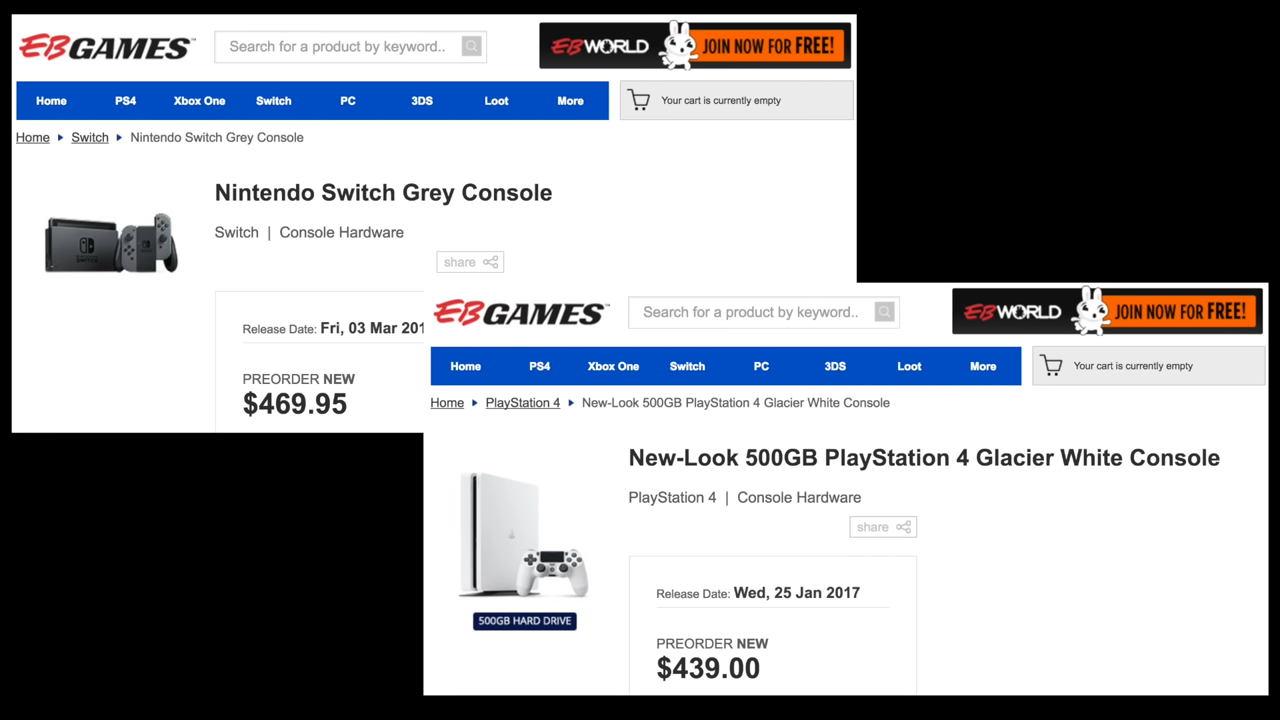 EBGAMES™
Search for a product by keyword..
EBWORLD JOIN NOW FOR FREE!
Home PS4 Xbox One Switch PC 3DS Loot More
Your cart is currently empty
Home Switch Nintendo Switch Grey Console
Nintendo Switch Grey Console
Switch | Console Hardware
share
Release Date: Fri, 03 Mar 201
PREORDER NEW
$469.95
EBGAMES™
Search for a product by keyword..
EBWORLD JOIN NOW FOR FREE!
Home PS4 Xbox One Switch PC 3DS Loot More
Your cart is currently empty
Home PlayStation 4 New-Look 500GB PlayStation 4 Glacier White Console
New-Look 500GB PlayStation 4 Glacier White Console
PlayStation 4 | Console Hardware
share
500GB HARD DRIVE
Release Date: Wed, 25 Jan 2017
PREORDER NEW
$439.00